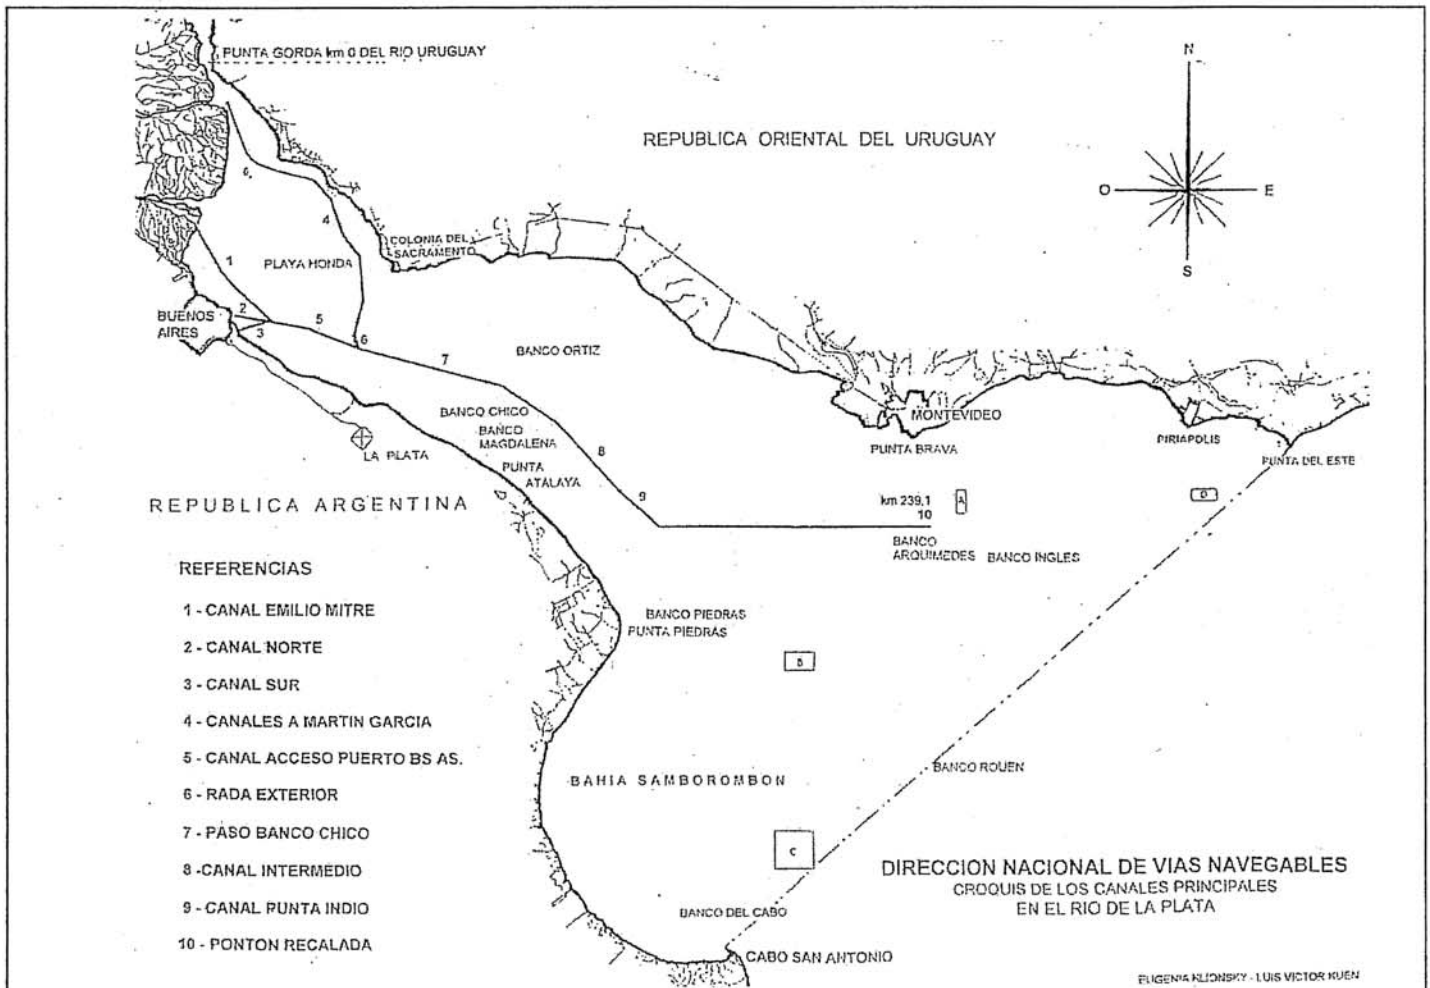 PUNTA GORDA km 0 DEL RIO URUGUAY
N
REPUBLICA ORIENTAL DEL URUGUAY
O
E
S
4
COLONIA DEL
SACRAMENTO
1
PLAYA HONDA
2
BUENOS
AIRES
3
5
6
7
BANCO ORTIZ
BANCO CHICO
BANCO
MAGDALENA
8
MONTEVIDEO
PUNTA BRAVA
PIRIAPOLIS
PUNTA DEL ESTE
LA PLATA
PUNTA
ATALAYA
REPUBLICA ARGENTINA
9
km 239,1
10
A
D
BANCO
ARQUIMEDES
BANCO INGLES
REFERENCIAS
1 - CANAL EMILIO MITRE
2 - CANAL NORTE
3 - CANAL SUR
4 - CANALES A MARTIN GARCIA
5 - CANAL ACCESO PUERTO BS AS.
6 - RADA EXTERIOR
7 - PASO BANCO CHICO
8 -CANAL INTERMEDIO
9 - CANAL PUNTA INDIO
10 - PONTON RECALADA
BANCO PIEDRAS
PUNTA PIEDRAS
B
BAHIA SAMBOROMBON
BANCO ROUEN
C
BANCO DEL CABO
CABO SAN ANTONIO
DIRECCION NACIONAL DE VIAS NAVEGABLES
CROQUIS DE LOS CANALES PRINCIPALES
EN EL RIO DE LA PLATA
EUGENIA KLIONSKY - LUIS VICTOR KUEN